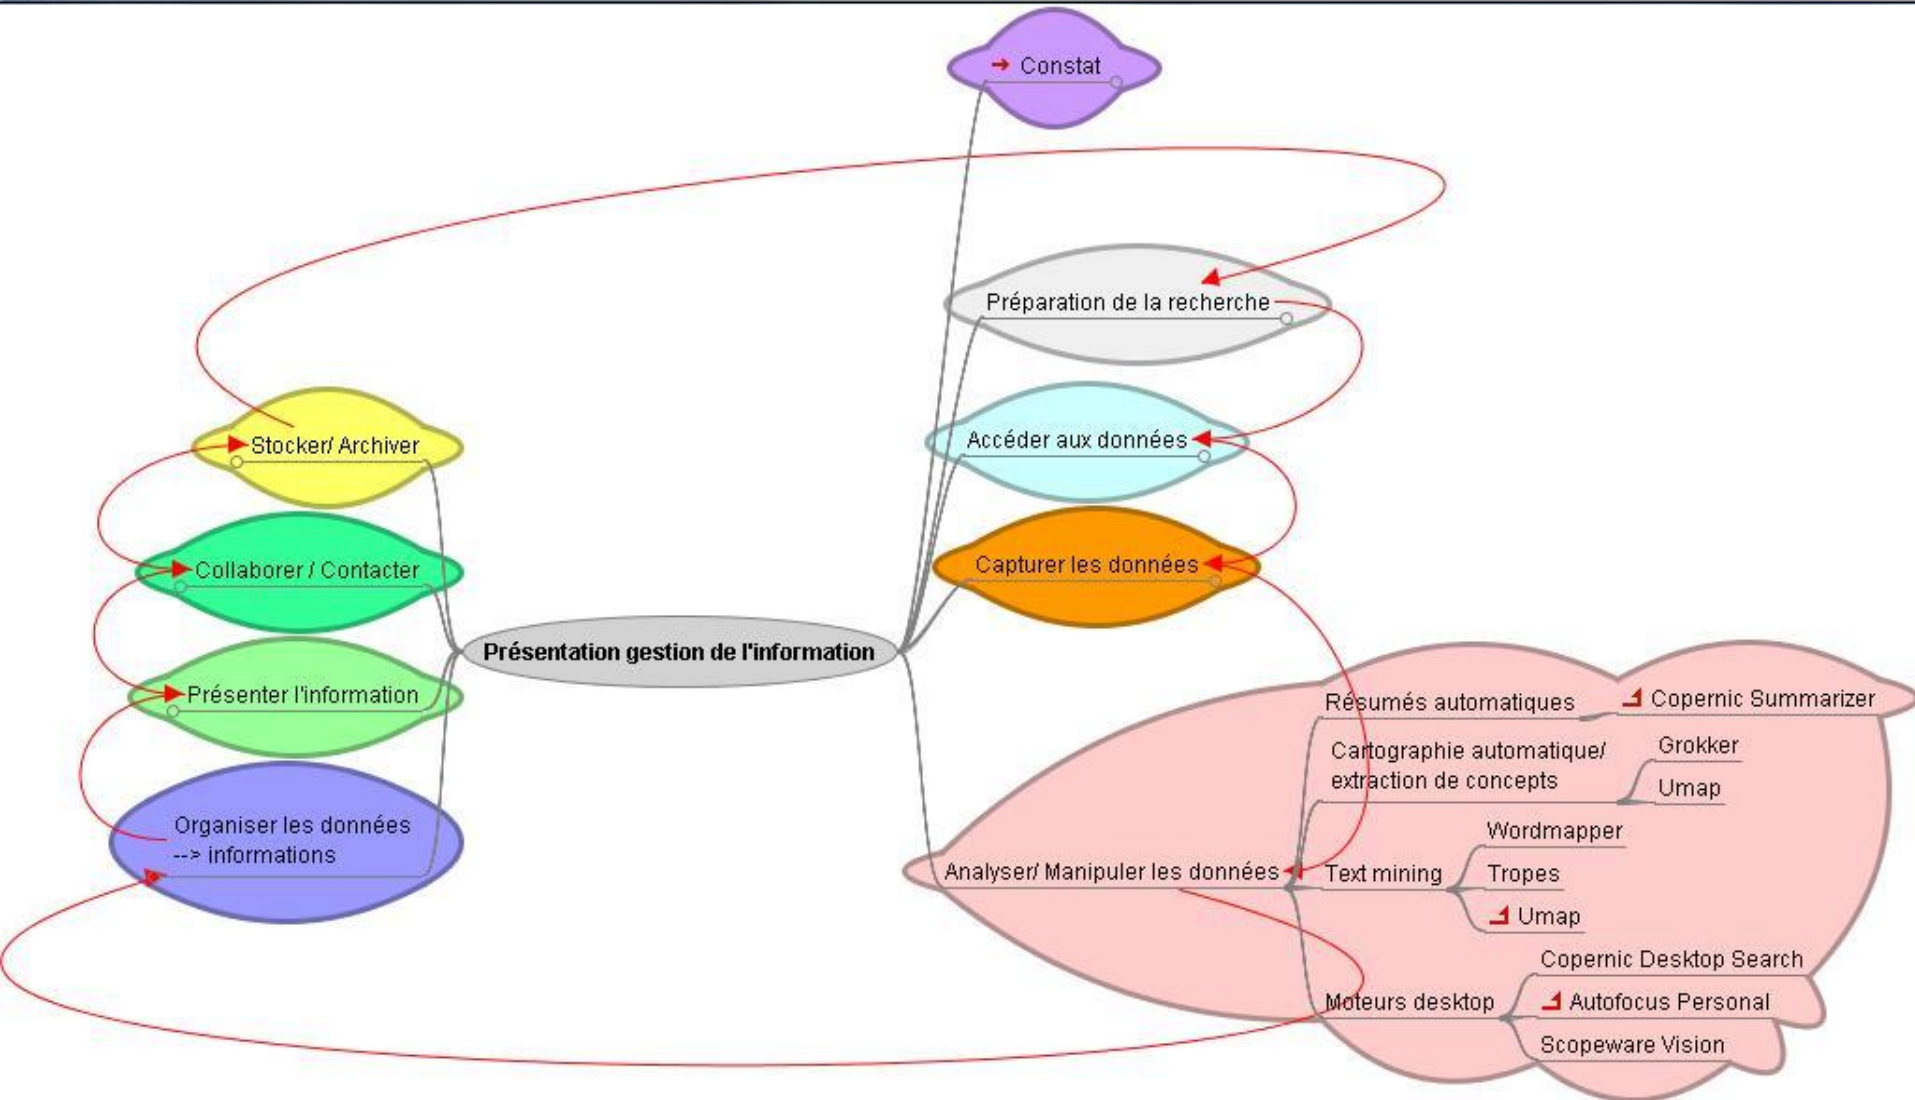 Constat
Préparation de la recherche
Accéder aux données
Capturer les données
Stocker/ Archiver
Collaborer / Contacter
Présenter l'information
Organiser les données
--> informations
Présentation gestion de l'information
Analyser/ Manipuler les données
Résumés automatiques
Copernic Summarizer
Cartographie automatique/
extraction de concepts
Grokker
Umap
Text mining
Wordmapper
Tropes
Umap
Moteurs desktop
Copernic Desktop Search
Autofocus Personal
Scopeware Vision